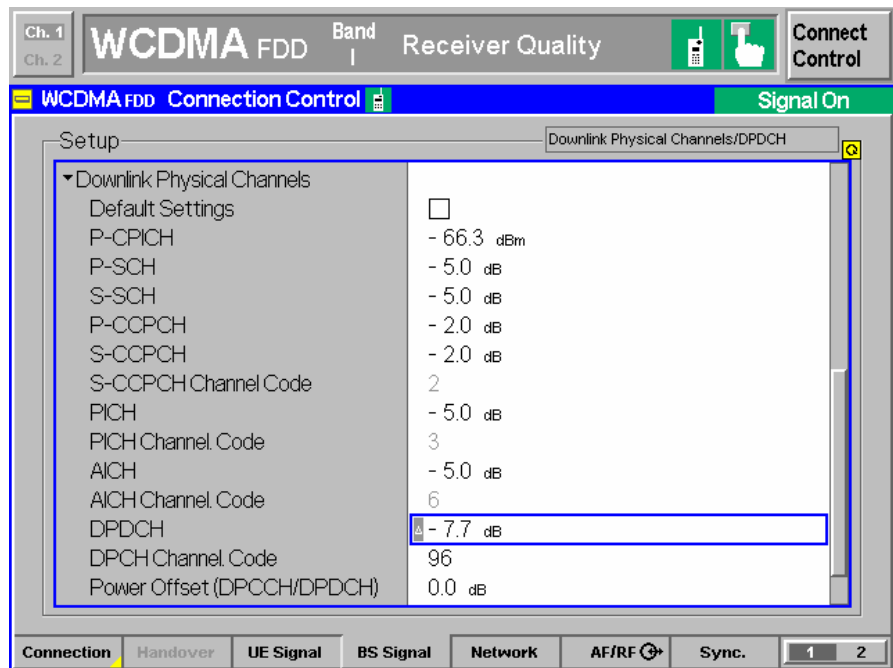 Ch. 1
Ch. 2
WCDMA FDD Band I Receiver Quality
Connect Control
WCDMA FDD Connection Control
Signal On
Setup
Downlink Physical Channels/DPDCH
Downlink Physical Channels
Default Settings
P-CPICH - 66.3 dBm
P-SCH - 5.0 dB
S-SCH - 5.0 dB
P-CCPCH - 2.0 dB
S-CCPCH - 2.0 dB
S-CCPCH Channel Code 2
PICH - 5.0 dB
PICH Channel. Code 3
AICH - 5.0 dB
AICH Channel. Code 6
DPDCH - 7.7 dB
DPCH Channel. Code 96
Power Offset (DPCCH/DPDCH) 0.0 dB
Connection Handover UE Signal BS Signal Network AF/RF Sync. 1 2